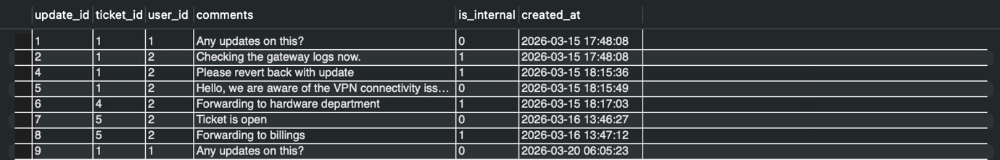 update_id ticket_id user_id comments is_internal created_at
1 1 1 Any updates on this? 0 2026-03-15 17:48:08
2 1 2 Checking the gateway logs now. 1 2026-03-15 17:48:08
4 1 2 Please revert back with update 1 2026-03-15 18:15:36
5 1 2 Hello, we are aware of the VPN connectivity iss... 0 2026-03-15 18:15:49
6 4 2 Forwarding to hardware department 1 2026-03-15 18:17:03
7 5 2 Ticket is open 0 2026-03-16 13:46:27
8 5 2 Forwarding to billings 1 2026-03-16 13:47:12
9 1 1 Any updates on this? 0 2026-03-20 06:05:23